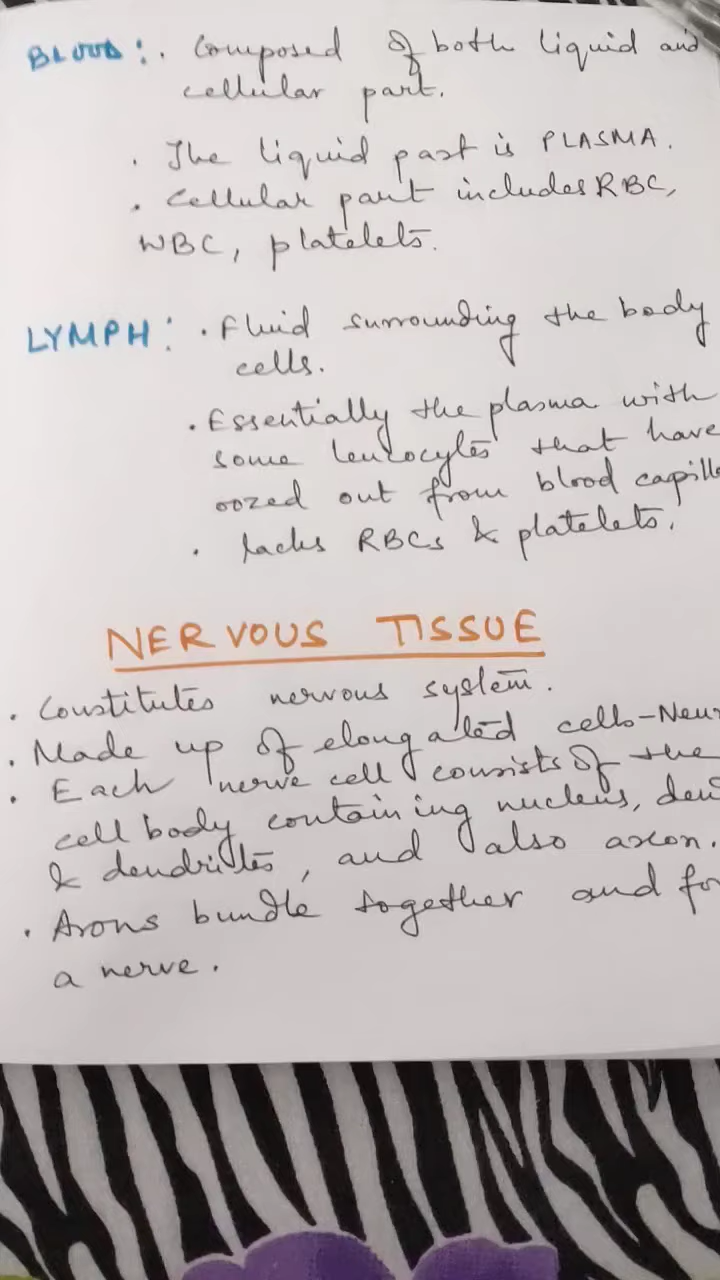 BLOOD: . Composed of both liquid and
cellular part.
. The liquid part is PLASMA.
. Cellular part includes RBC,
WBC, platelets.
LYMPH: . Fluid surrounding the body
cells.
. Essentially the plasma with
some leucocytes that have
oozed out from blood capill
. lacks RBCs & platelets.
NERVOUS TISSUE
. Constitutes nervous system.
. Made up of elongated cells-Neur
. Each nerve cell consists of the
cell body containing nucleus, den
& dendrites, and also axon.
. Axons bundle together and for
a nerve.